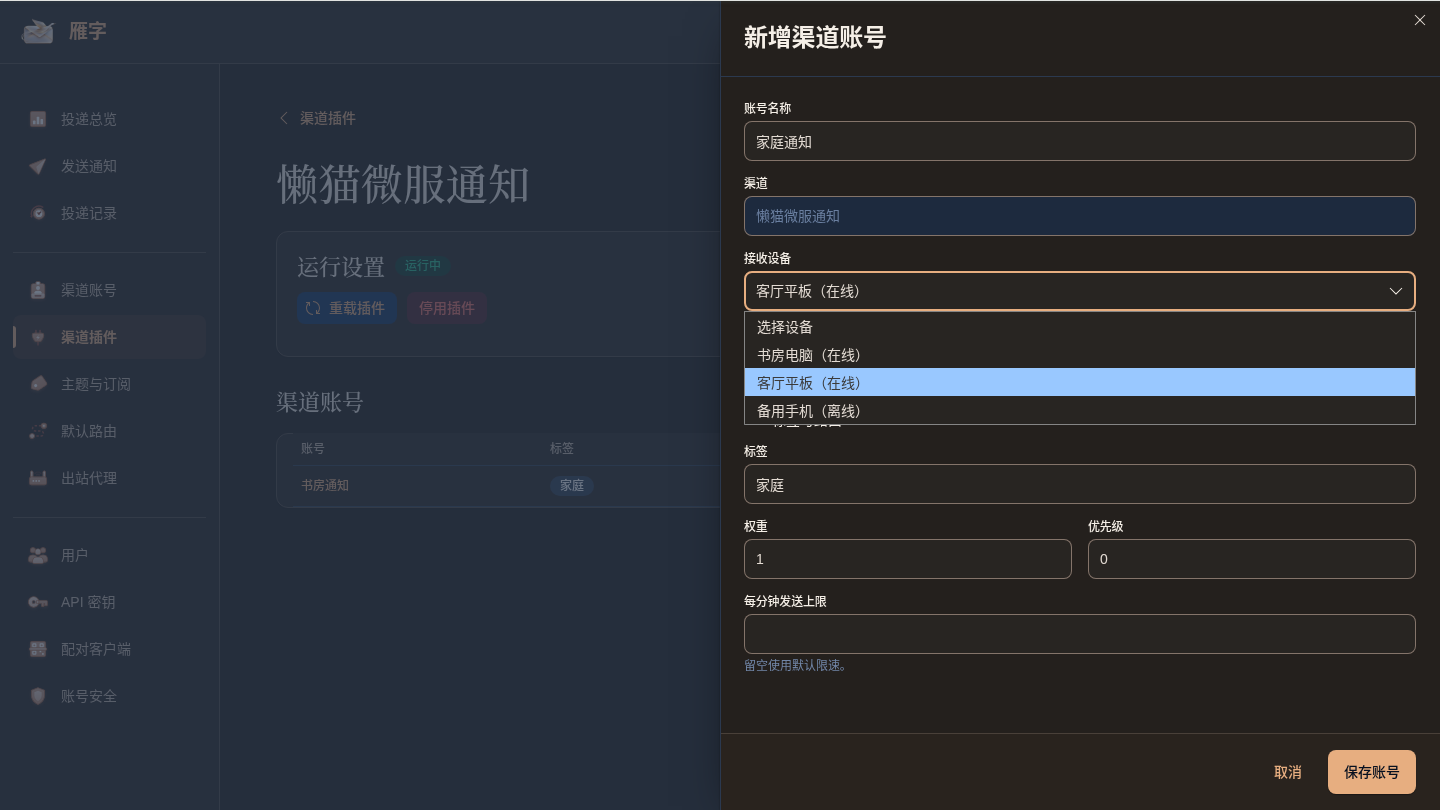 雁字
投递总览
发送通知
投递记录
渠道账号
渠道插件
主题与订阅
默认路由
出站代理
用户
API 密钥
配对客户端
账号安全
渠道插件
懒猫微服通知
运行设置 运行中
重载插件 停用插件
渠道账号
账号 标签
书房通知 家庭
新增渠道账号
账号名称
家庭通知
渠道
懒猫微服通知
接收设备
客厅平板（在线）
选择设备
书房电脑（在线）
客厅平板（在线）
备用手机（离线）
标签
家庭
权重 优先级
1 0
每分钟发送上限
留空使用默认限速。
取消 保存账号